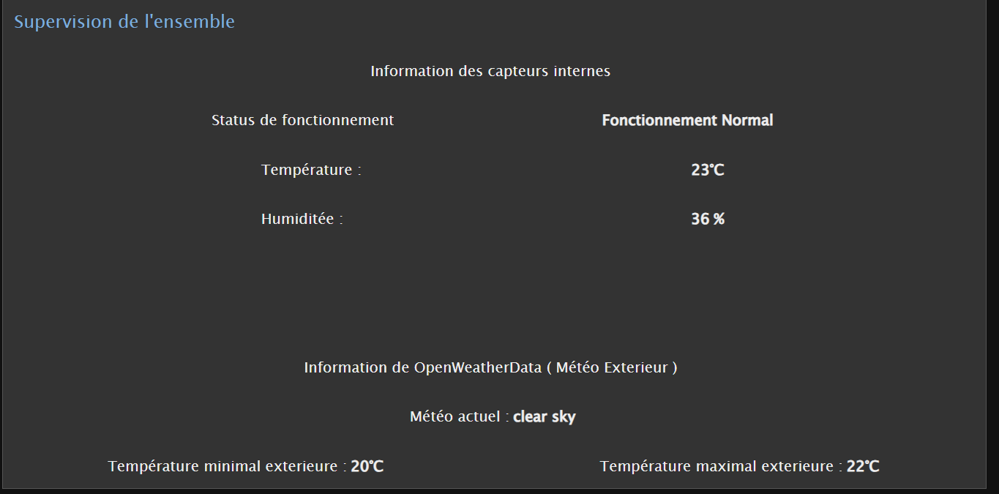 Supervision de l'ensemble
Information des capteurs internes
Status de fonctionnement Fonctionnement Normal
Température : 23°C
Humiditée : 36 %
Information de OpenWeatherData ( Météo Exterieur )
Météo actuel : clear sky
Température minimal exterieure : 20°C Température maximal exterieure : 22°C